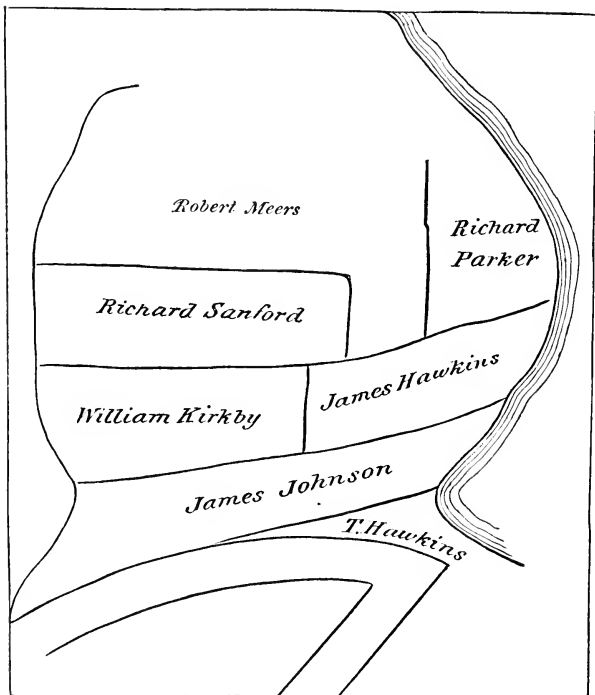 Robert Meers
Richard
Parker
Richard Sanford
James Hawkins
William Kirkby
James Johnson
T. Hawkins